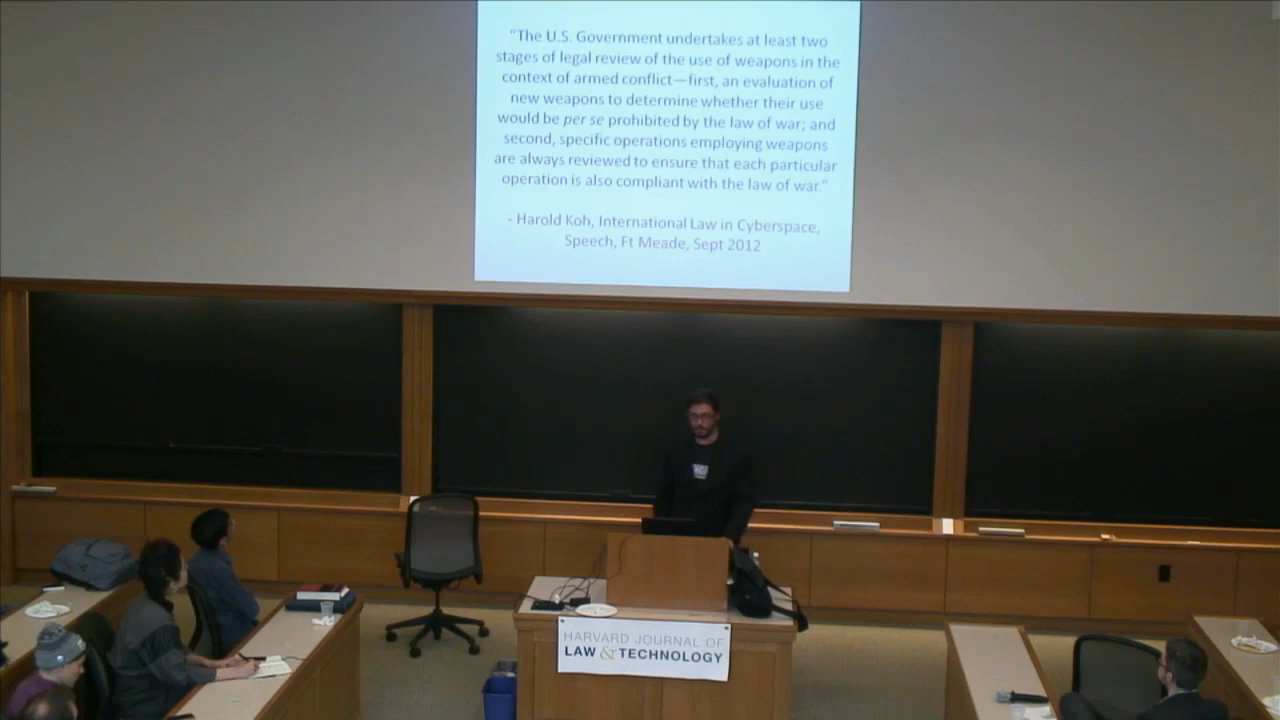 “The U.S. Government undertakes at least two
stages of legal review of the use of weapons in the
context of armed conflict—first, an evaluation of
new weapons to determine whether their use
would be per se prohibited by the law of war; and
second, specific operations employing weapons
are always reviewed to ensure that each particular
operation is also compliant with the law of war.”
- Harold Koh, International Law in Cyberspace,
Speech, Ft Meade, Sept 2012
HARVARD JOURNAL OF
LAW & TECHNOLOGY